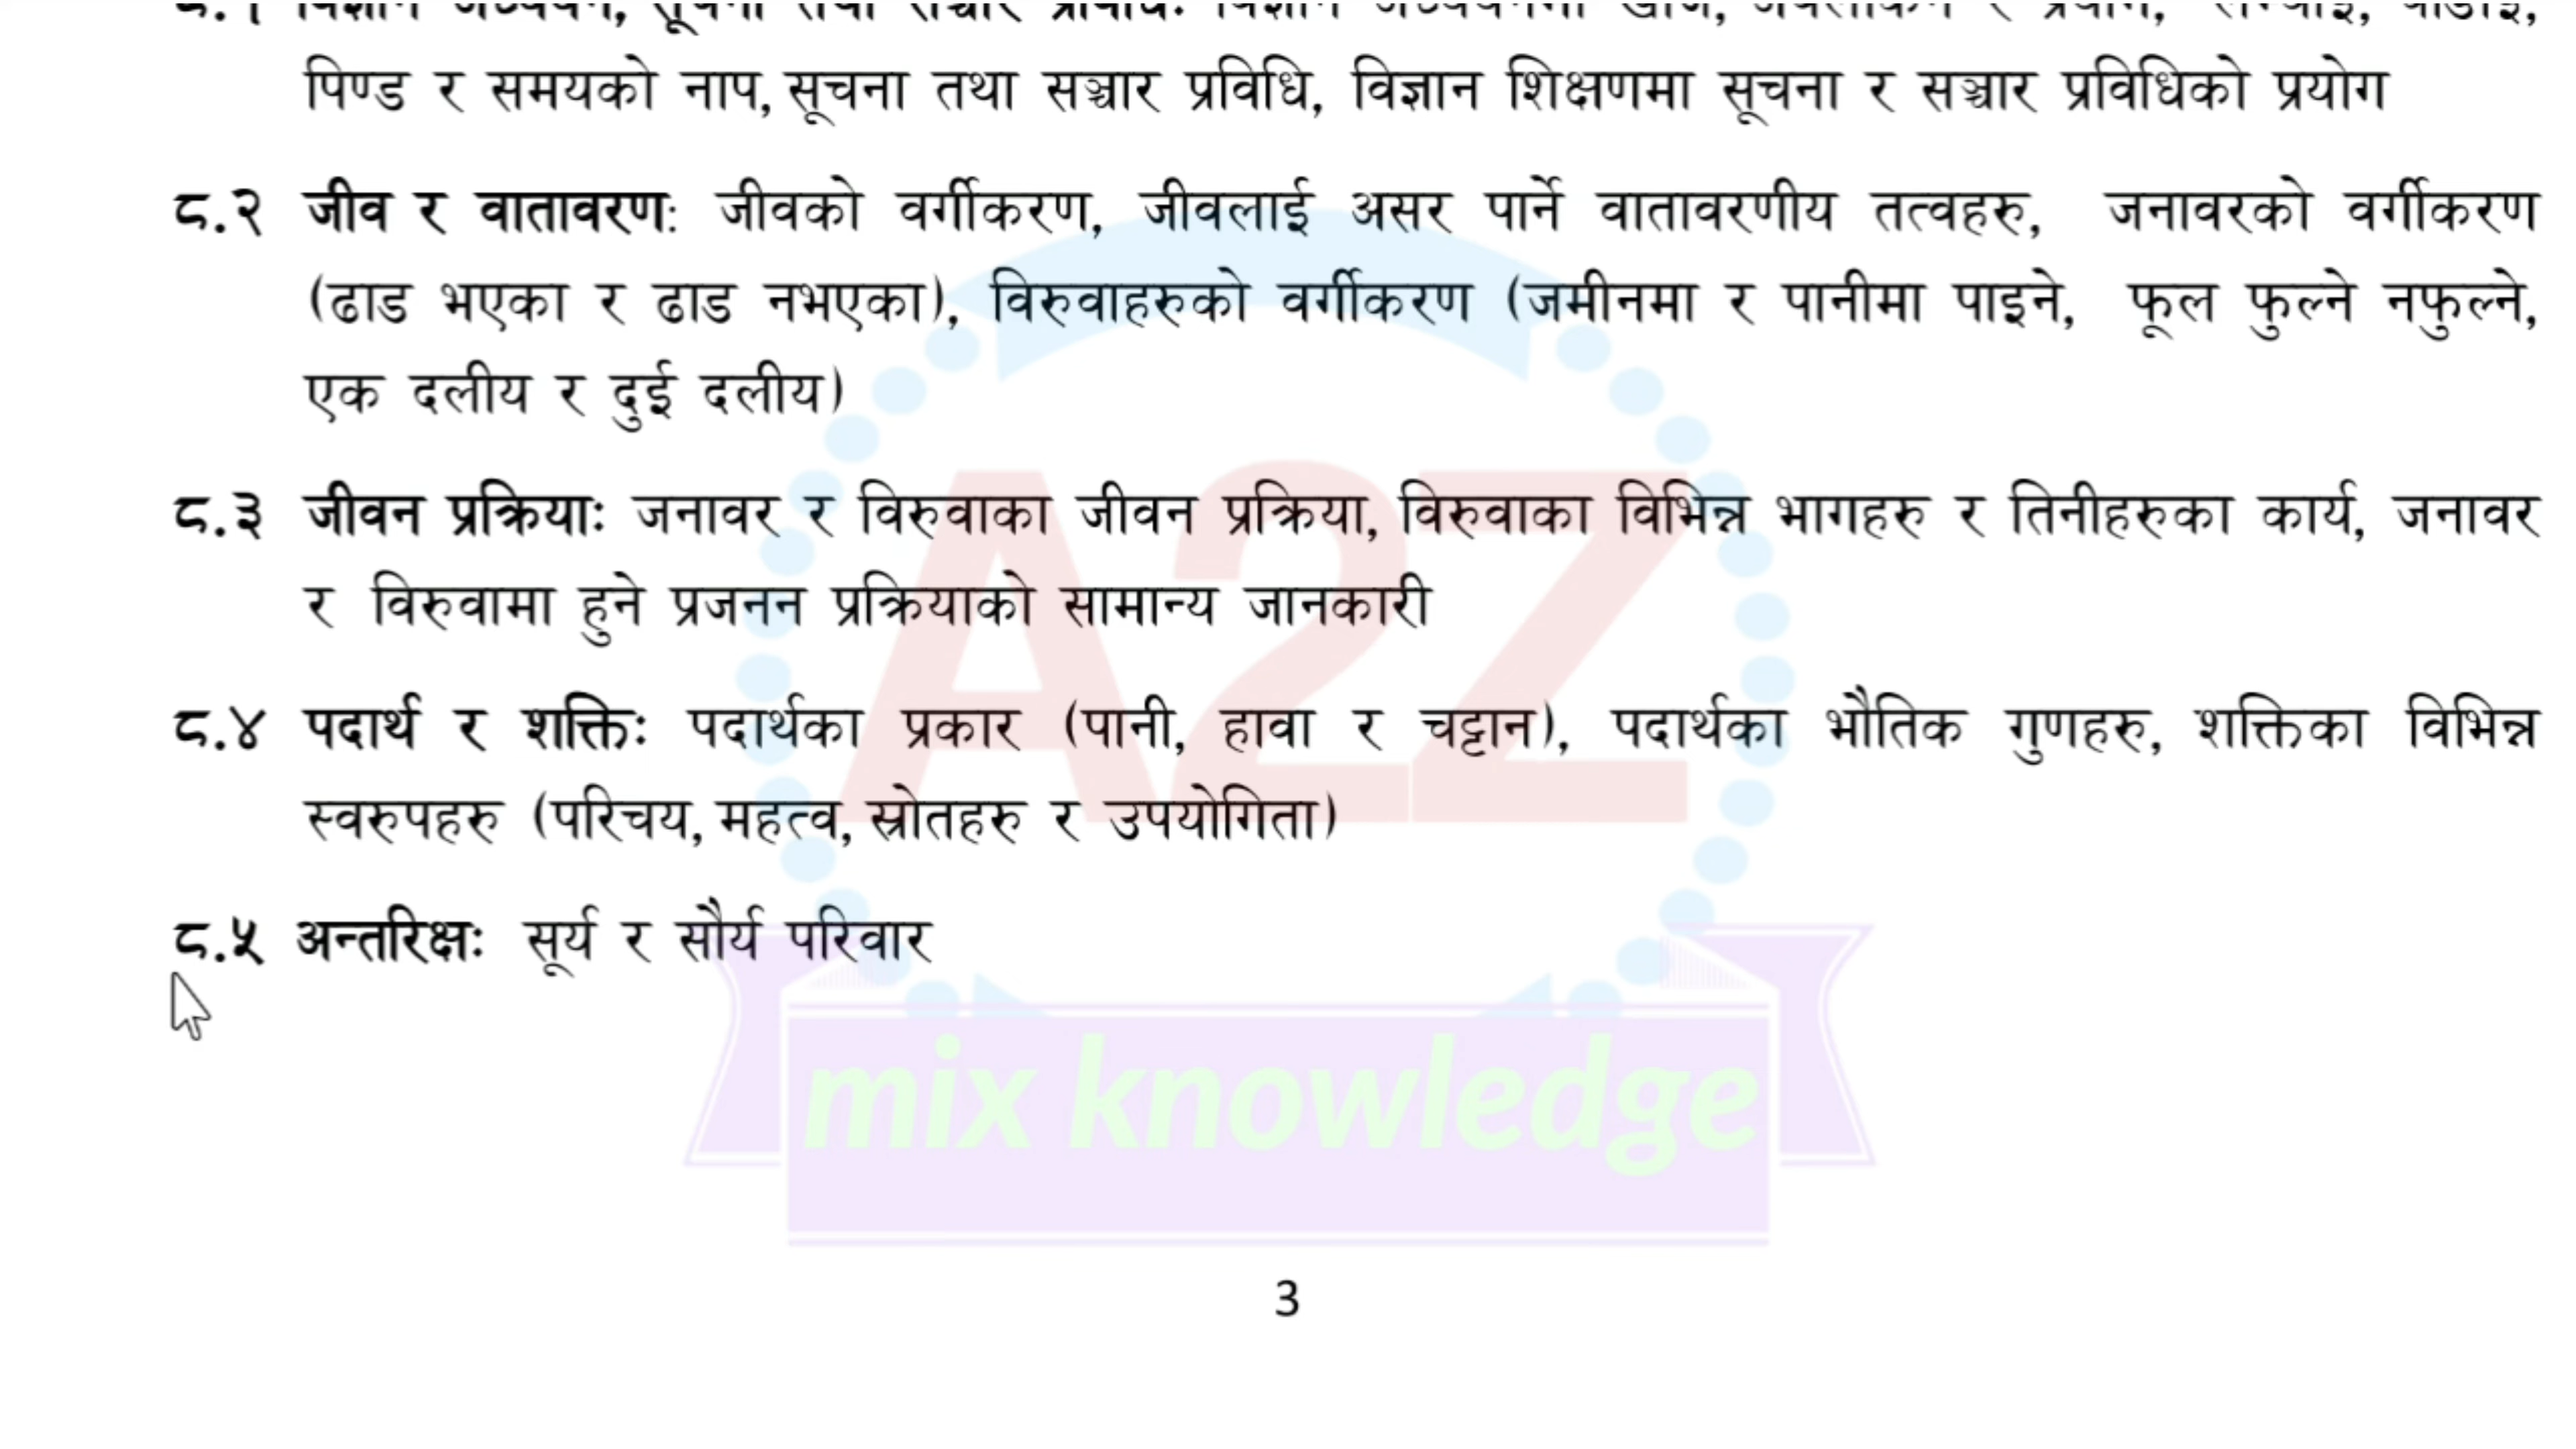 पिण्ड र समयको नाप, सूचना तथा सञ्चार प्रविधि, विज्ञान शिक्षणमा सूचना र सञ्चार प्रविधिको प्रयोग
८.२ जीव र वातावरण: जीवको वर्गीकरण, जीवलाई असर पार्ने वातावरणीय तत्वहरु, जनावरको वर्गीकरण
(ढाड भएका र ढाड नभएका), विरुवाहरुको वर्गीकरण (जमीनमा र पानीमा पाइने, फूल फुल्ने नफुल्ने,
एक दलीय र दुई दलीय)
८.३ जीवन प्रक्रियाः जनावर र विरुवाका जीवन प्रक्रिया, विरुवाका विभिन्न भागहरु र तिनीहरुका कार्य, जनावर
र विरुवामा हुने प्रजनन प्रक्रियाको सामान्य जानकारी
८.४ पदार्थ र शक्तिः पदार्थका प्रकार (पानी, हावा र चट्टान), पदार्थका भौतिक गुणहरु, शक्तिका विभिन्न
स्वरुपहरु (परिचय, महत्व, स्रोतहरु र उपयोगिता)
८.५ अन्तरिक्षः सूर्य र सौर्य परिवार
A2Z
mix knowledge
3